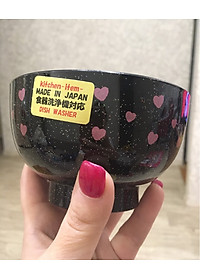 Kitchen-Item-
MADE IN JAPAN
食器洗浄機対応
DISH WASHER